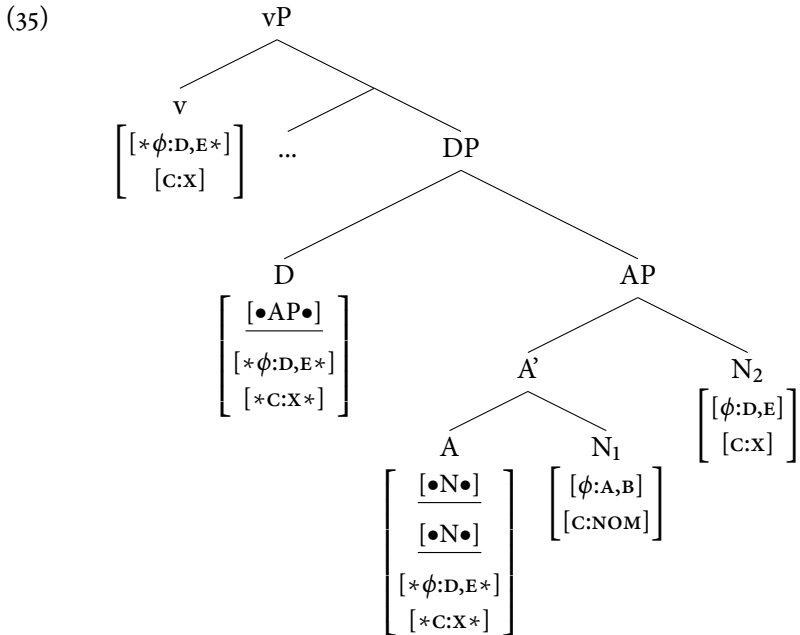 (35)
vP
v
[∗ϕ:D,E∗]
[C:X]
...
DP
D
[•AP•]
[∗ϕ:D,E∗]
[∗C:X∗]
AP
A’
N₂
[ϕ:D,E]
[C:X]
A
[•N•]
[•N•]
[∗ϕ:D,E∗]
[∗C:X∗]
N₁
[ϕ:A,B]
[C:NOM]